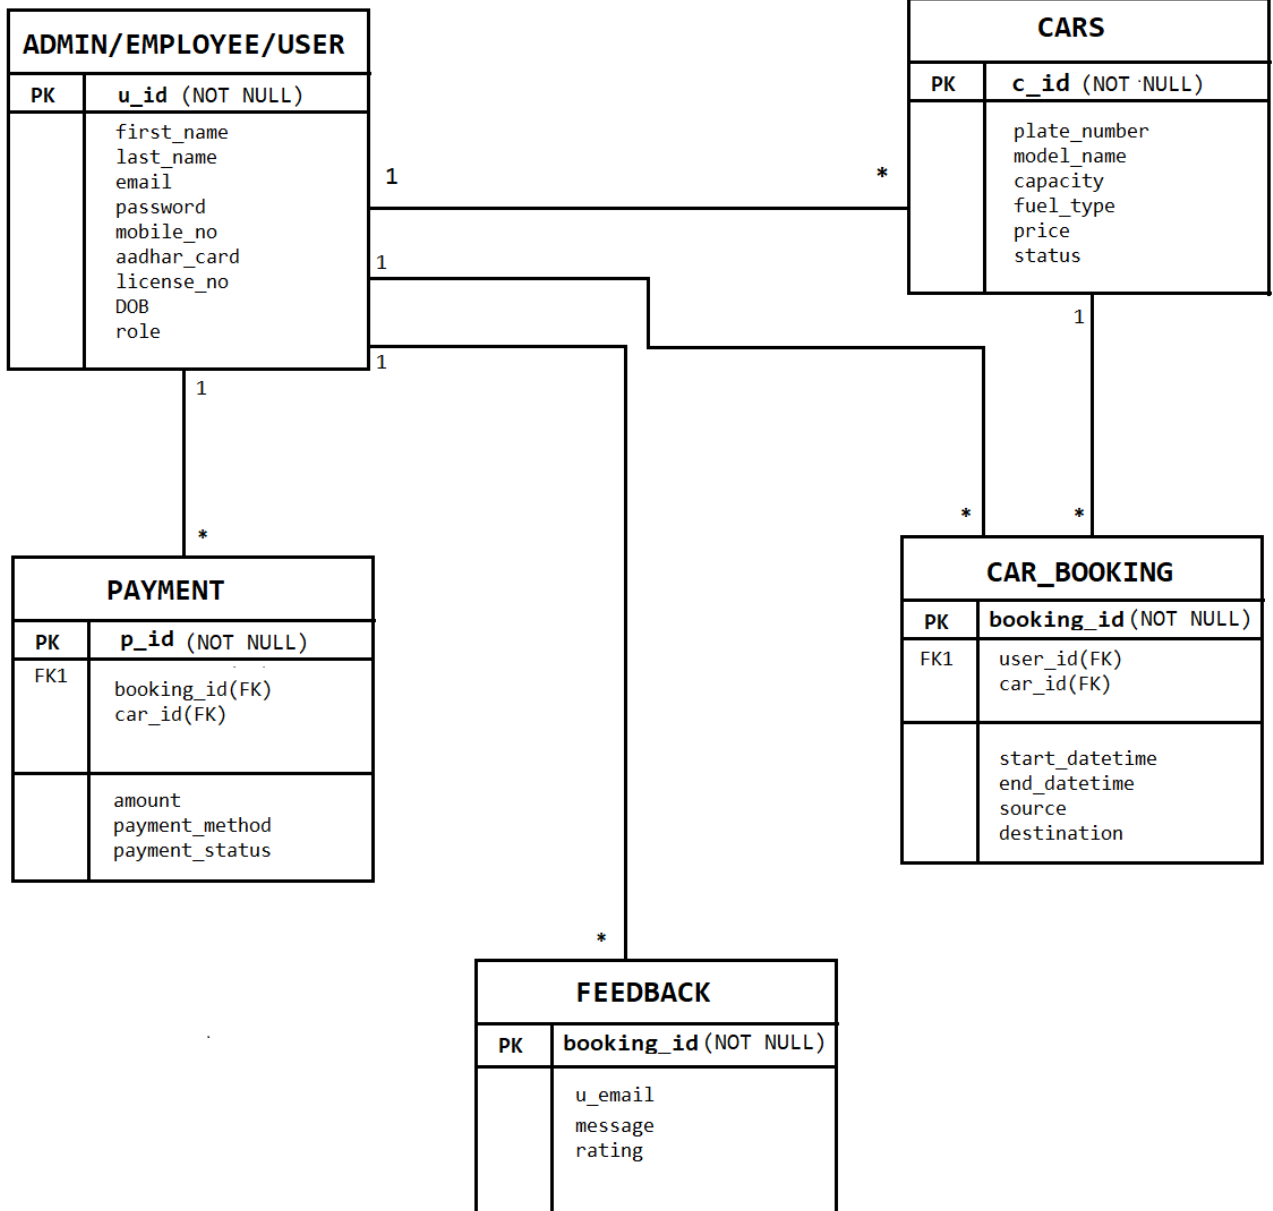 ADMIN/EMPLOYEE/USER
PK u_id (NOT NULL)
first_name
last_name
email
password
mobile_no
aadhar_card
license_no
DOB
role
CARS
PK c_id (NOT NULL)
plate_number
model_name
capacity
fuel_type
price
status
1 *
1
1
1
*
1
*
*
PAYMENT
PK p_id (NOT NULL)
FK1
booking_id(FK)
car_id(FK)
amount
payment_method
payment_status
CAR_BOOKING
PK booking_id (NOT NULL)
FK1 user_id(FK)
car_id(FK)
start_datetime
end_datetime
source
destination
*
FEEDBACK
PK booking_id (NOT NULL)
u_email
message
rating